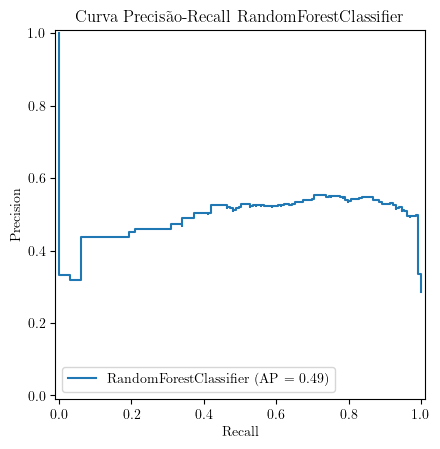 Curva Precisão-Recall RandomForestClassifier
1.0
0.8
0.6
0.4
0.2
0.0
Precision
RandomForestClassifier (AP = 0.49)
0.0 0.2 0.4 0.6 0.8 1.0
Recall